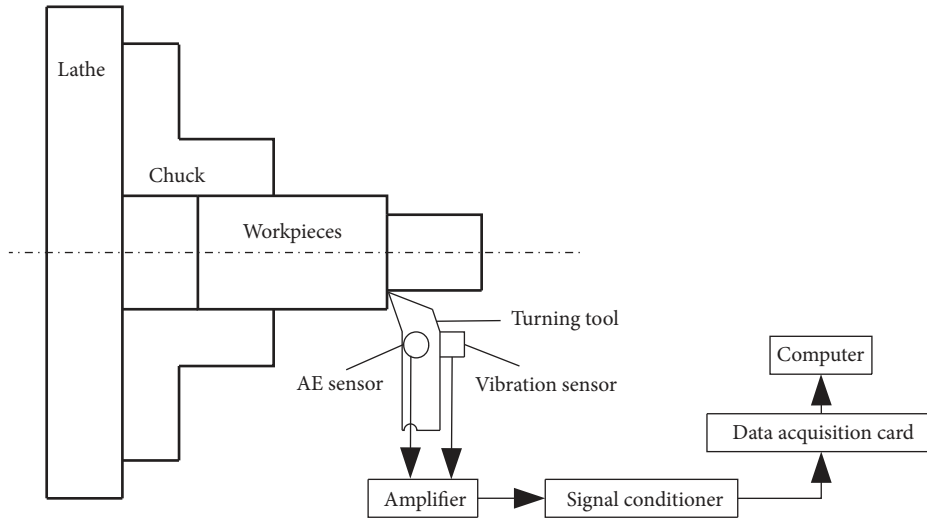 Lathe
Chuck
Workpieces
Turning tool
AE sensor
Vibration sensor
Computer
Data acquisition card
Amplifier
Signal conditioner